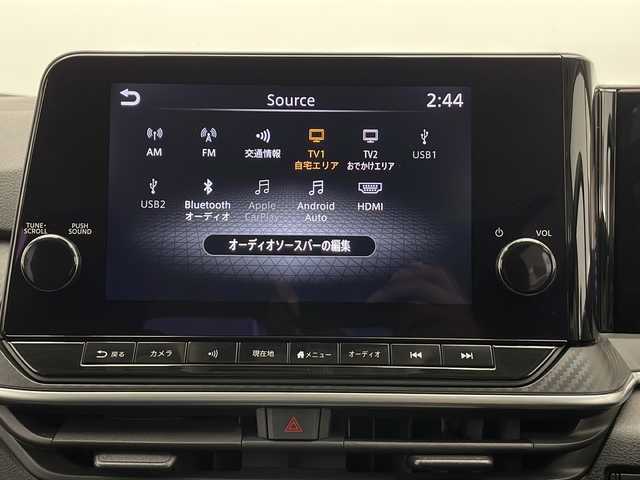 Source
2:44
AM
FM
交通情報
TV1
自宅エリア
TV2
おでかけエリア
USB1
USB2
Bluetooth
オーディオ
Apple
CarPlay
Android
Auto
HDMI
オーディオソースバーの編集
TUNE·
SCROLL
PUSH
SOUND
VOL
戻る
カメラ
現在地
メニュー
オーディオ